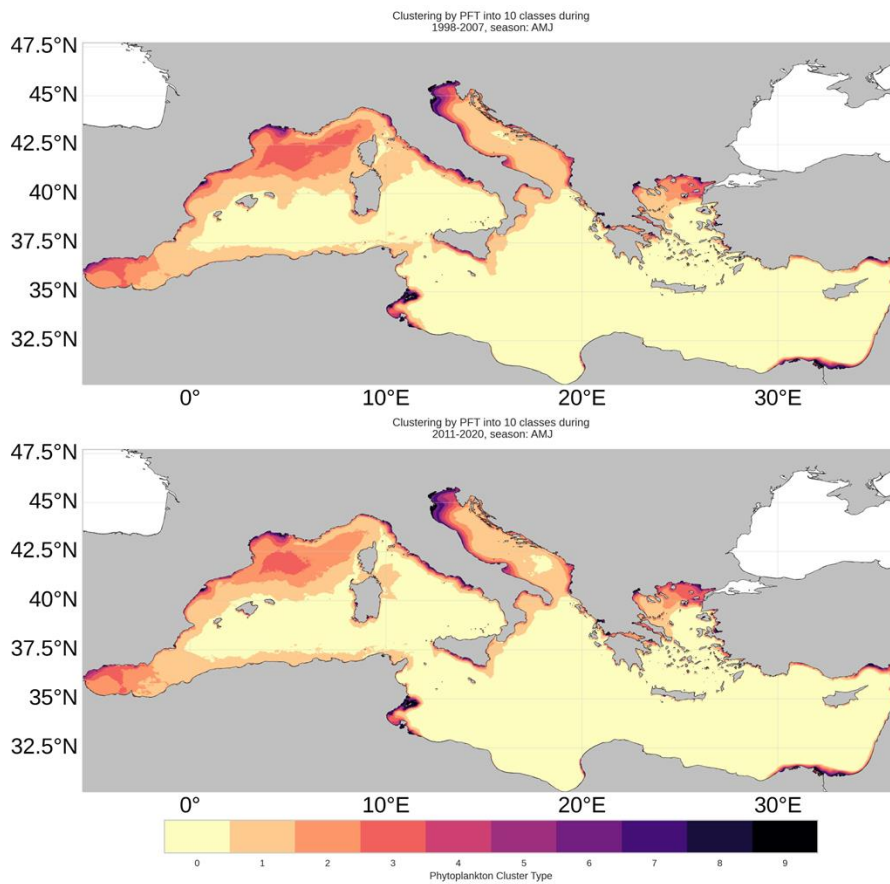 Clustering by PFT into 10 classes during
1998-2007, season: AMJ
47.5°N
45°N
42.5°N
40°N
37.5°N
35°N
32.5°N
0° 10°E 20°E 30°E
Clustering by PFT into 10 classes during
2011-2020, season: AMJ
47.5°N
45°N
42.5°N
40°N
37.5°N
35°N
32.5°N
0° 10°E 20°E 30°E
0 1 2 3 4 5 6 7 8 9
Phytoplankton Cluster Type